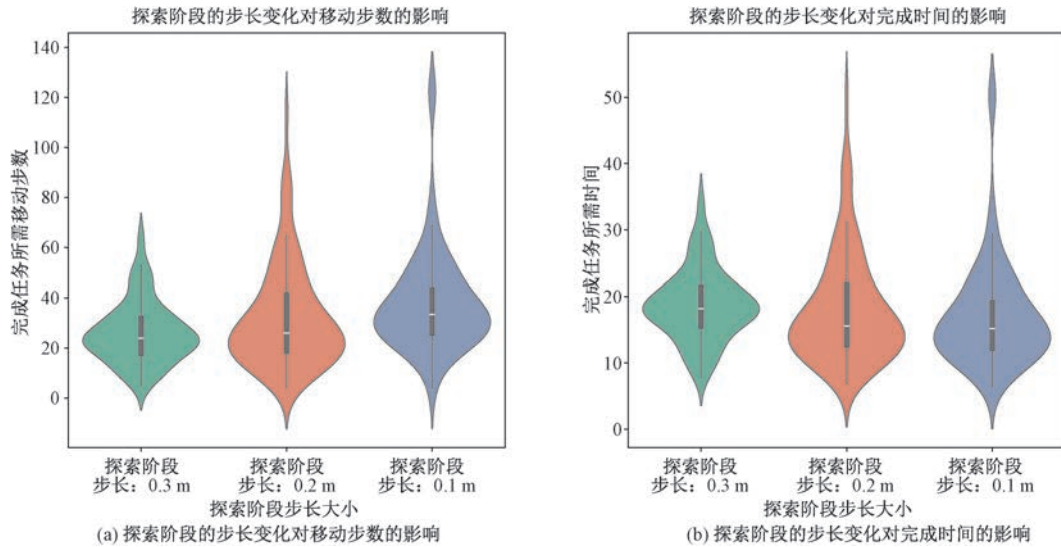 探索阶段的步长变化对移动步数的影响
140
120
100
80
60
40
20
0
完成任务所需移动步数
探索阶段
步长：0.3 m
探索阶段
步长：0.2 m
探索阶段
步长：0.1 m
探索阶段步长大小
(a) 探索阶段的步长变化对移动步数的影响
探索阶段的步长变化对完成时间的影响
50
40
30
20
10
0
完成任务所需时间
探索阶段
步长：0.3 m
探索阶段
步长：0.2 m
探索阶段
步长：0.1 m
探索阶段步长大小
(b) 探索阶段的步长变化对完成时间的影响